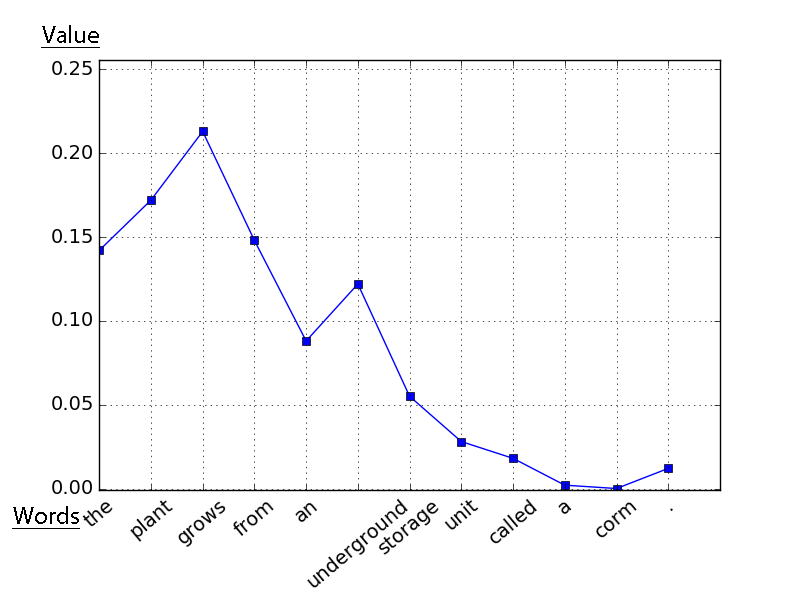 Value
0.25
0.20
0.15
0.10
0.05
0.00
Words
the
plant
grows
from
an
underground
storage
unit
called
a
corm
.